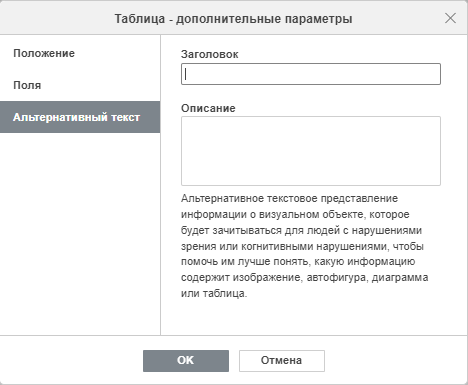 Таблица - дополнительные параметры
Положение
Поля
Альтернативный текст
Заголовок
Описание
Альтернативное текстовое представление
информации о визуальном объекте, которое
будет зачитываться для людей с нарушениями
зрения или когнитивными нарушениями, чтобы
помочь им лучше понять, какую информацию
содержит изображение, автофигура, диаграмма
или таблица.
OK
Отмена